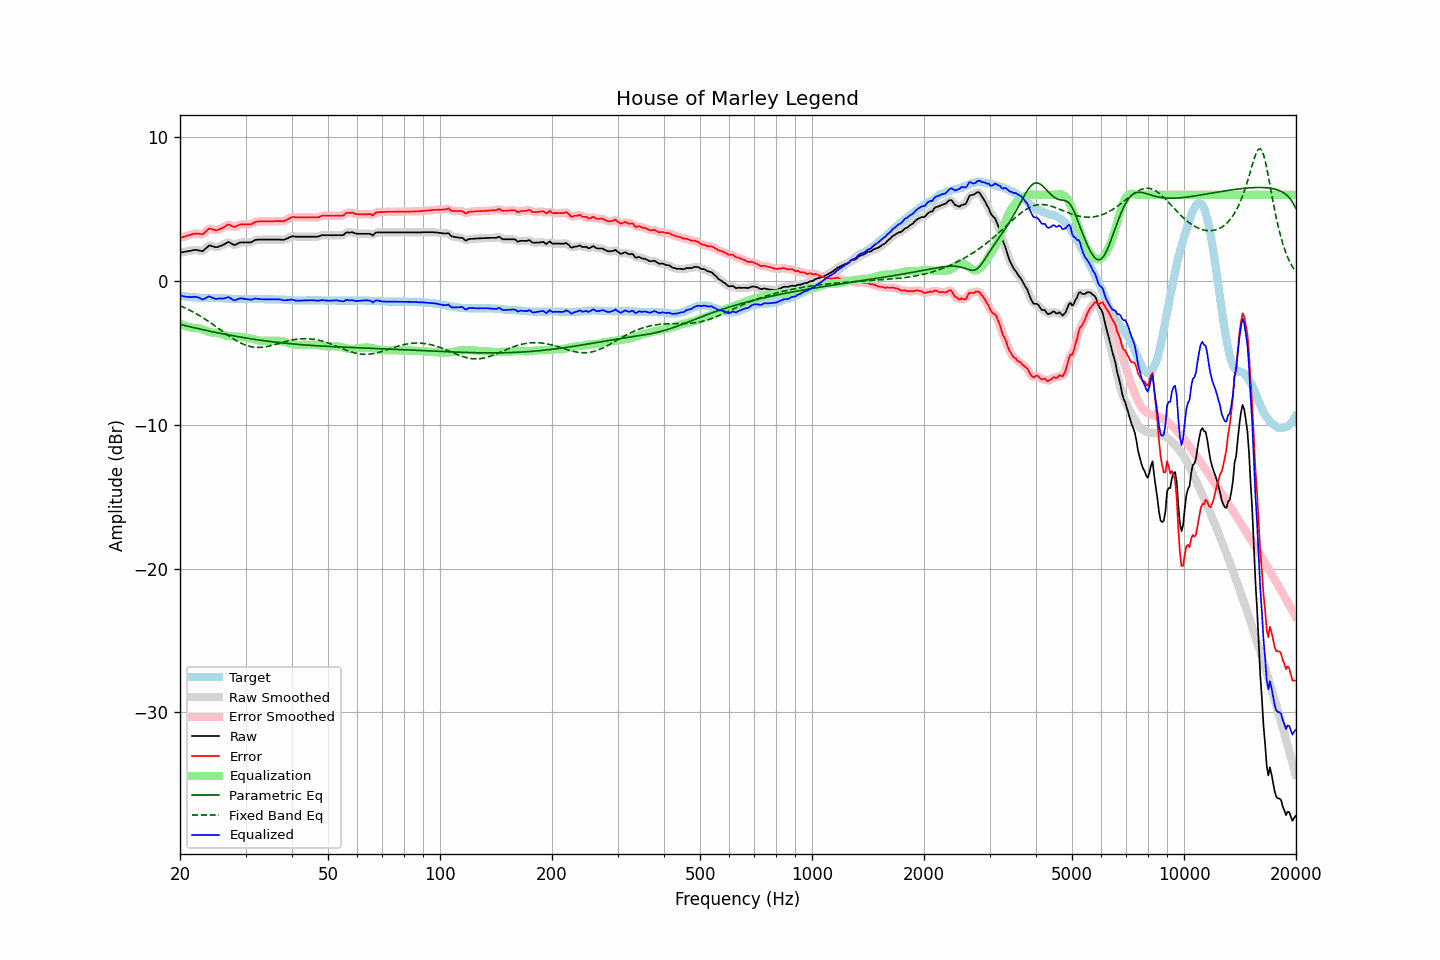 House of Marley Legend
10
0
−10
−20
−30
Amplitude (dBr)
Target
Raw Smoothed
Error Smoothed
Raw
Error
Equalization
Parametric Eq
Fixed Band Eq
Equalized
20 50 100 200 500 1000 2000 5000 10000 20000
Frequency (Hz)